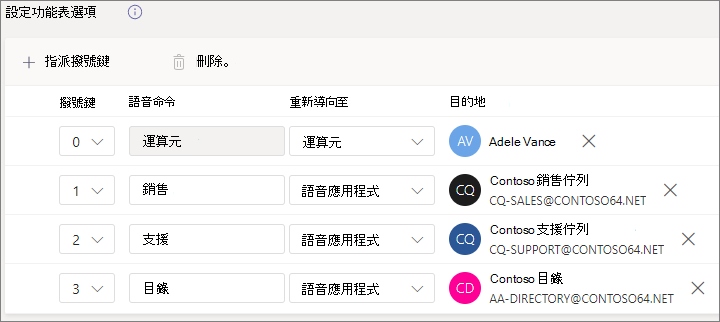 設定功能表選項
指派撥號鍵
刪除。
撥號鍵 語音命令 重新導向至 目的地
0 運算元 運算元 AV Adele Vance
1 銷售 語音應用程式 CQ Contoso 銷售佇列
CQ-SALES@CONTOSO64.NET
2 支援 語音應用程式 CQ Contoso 支援佇列
CQ-SUPPORT@CONTOSO64.NET
3 目錄 語音應用程式 CD Contoso 目錄
AA-DIRECTORY@CONTOSO64.NET